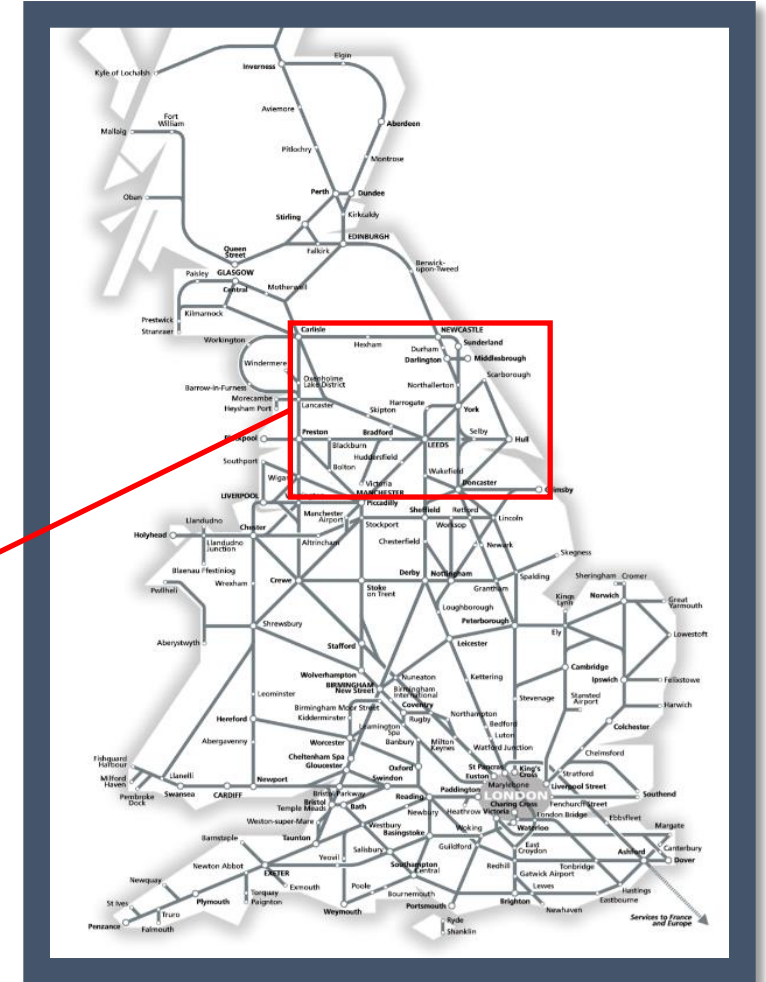 Elgin
Inverness
Kyle of Lochalsh
Aviemore
Fort
William
Mallaig
Aberdeen
Pitlochry
Montrose
Perth
Dundee
Oban
Stirling
Kirkcaldy
EDINBURGH
Queen
Street
Falkirk
Berwick-
upon-Tweed
Paisley
GLASGOW
Central
Motherwell
Kilmarnock
Prestwick
Stranraer
Carlisle
NEWCASTLE
Workington
Hexham
Sunderland
Durham
Darlington
Middlesbrough
Windermere
Scarborough
Oxenholme
Lake District
Northallerton
Barrow-in-Furness
Morecambe
Heysham Port
Lancaster
Harrogate
York
Skipton
Preston
Bradford
Selby
Hull
Blackburn
LEEDS
Huddersfield
Southport
Bolton
Wakefield
Victoria
Doncaster
MANCHESTER
LIVERPOOL
Piccadilly
Sheffield
Retford
Manchester
Airport
Stockport
Worksop
Lincoln
Llandudno
Chester
Holyhead
Llandudno
Junction
Altrincham
Chesterfield
Newark
Skegness
Blaenau Ffestiniog
Wrexham
Crewe
Derby
Nottingham
Spalding
Sheringham
Cromer
Pwllheli
Stoke
on Trent
Grantham
Kings
Lynn
Norwich
Great
Yarmouth
Loughborough
Shrewsbury
Peterborough
Ely
Lowestoft
Aberystwyth
Stafford
Leicester
Wolverhampton
BIRMINGHAM
New Street
Nuneaton
Kettering
Cambridge
Ipswich
Felixstowe
Birmingham
International
Leominster
Birmingham Moor Street
Coventry
Stevenage
Stansted
Airport
Harwich
Kidderminster
Northampton
Hereford
Leamington
Spa
Rugby
Bedford
Colchester
Abergavenny
Worcester
Banbury
Milton
Keynes
Luton
Watford Junction
Chelmsford
Cheltenham Spa
Gloucester
Fishguard
Harbour
Oxford
St Pancras
Euston
King's
Cross
Stratford
Milford
Haven
Llanelli
Newport
Swindon
Marylebone
Liverpool Street
Pembroke
Dock
Swansea
CARDIFF
Bristol Parkway
Reading
Paddington
LONDON
Southend
Bristol
Temple Meads
Bath
Newbury
Heathrow
Charing Cross
Victoria
Fenchurch Street
London Bridge
Ebbsfleet
Weston-super-Mare
Westbury
Basingstoke
Woking
Waterloo
Margate
Barnstaple
Taunton
Guildford
East
Croydon
Canterbury
Salisbury
Ashford
Dover
Newton Abbot
Yeovil
Southampton
Central
Redhill
Gatwick Airport
Tonbridge
Newquay
EXETER
Exmouth
Poole
Bournemouth
Lewes
Hastings
Eastbourne
St Ives
Plymouth
Torquay
Paignton
Weymouth
Portsmouth
Brighton
Newhaven
Truro
Penzance
Falmouth
Ryde
Shanklin
Services to France
and Europe